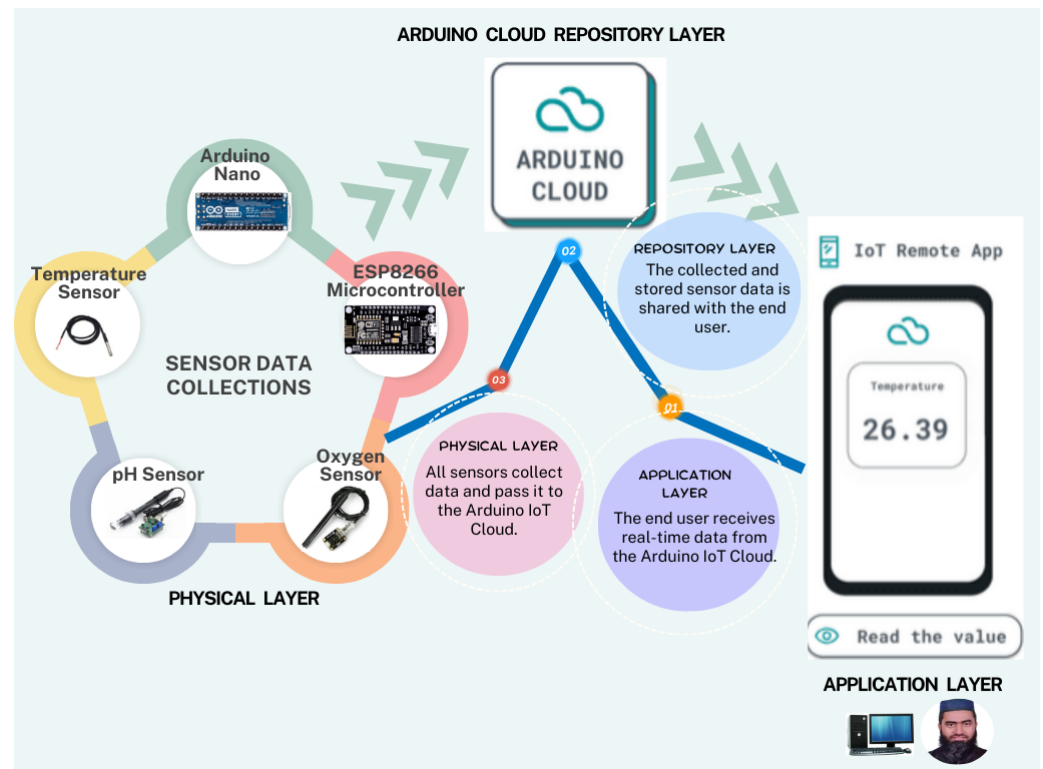 ARDUINO CLOUD REPOSITORY LAYER
ARDUINO
CLOUD
Arduino
Nano
Temperature
Sensor
ESP8266
Microcontroller
SENSOR DATA
COLLECTIONS
pH Sensor
Oxygen
Sensor
PHYSICAL LAYER
02
REPOSITORY LAYER
The collected and
stored sensor data is
shared with the end
user.
03
PHYSICAL LAYER
All sensors collect
data and pass it to
the Arduino IoT
Cloud.
01
APPLICATION
LAYER
The end user receives
real-time data from
the Arduino IoT Cloud.
IoT Remote App
Temperature
26.39
Read the value
APPLICATION LAYER